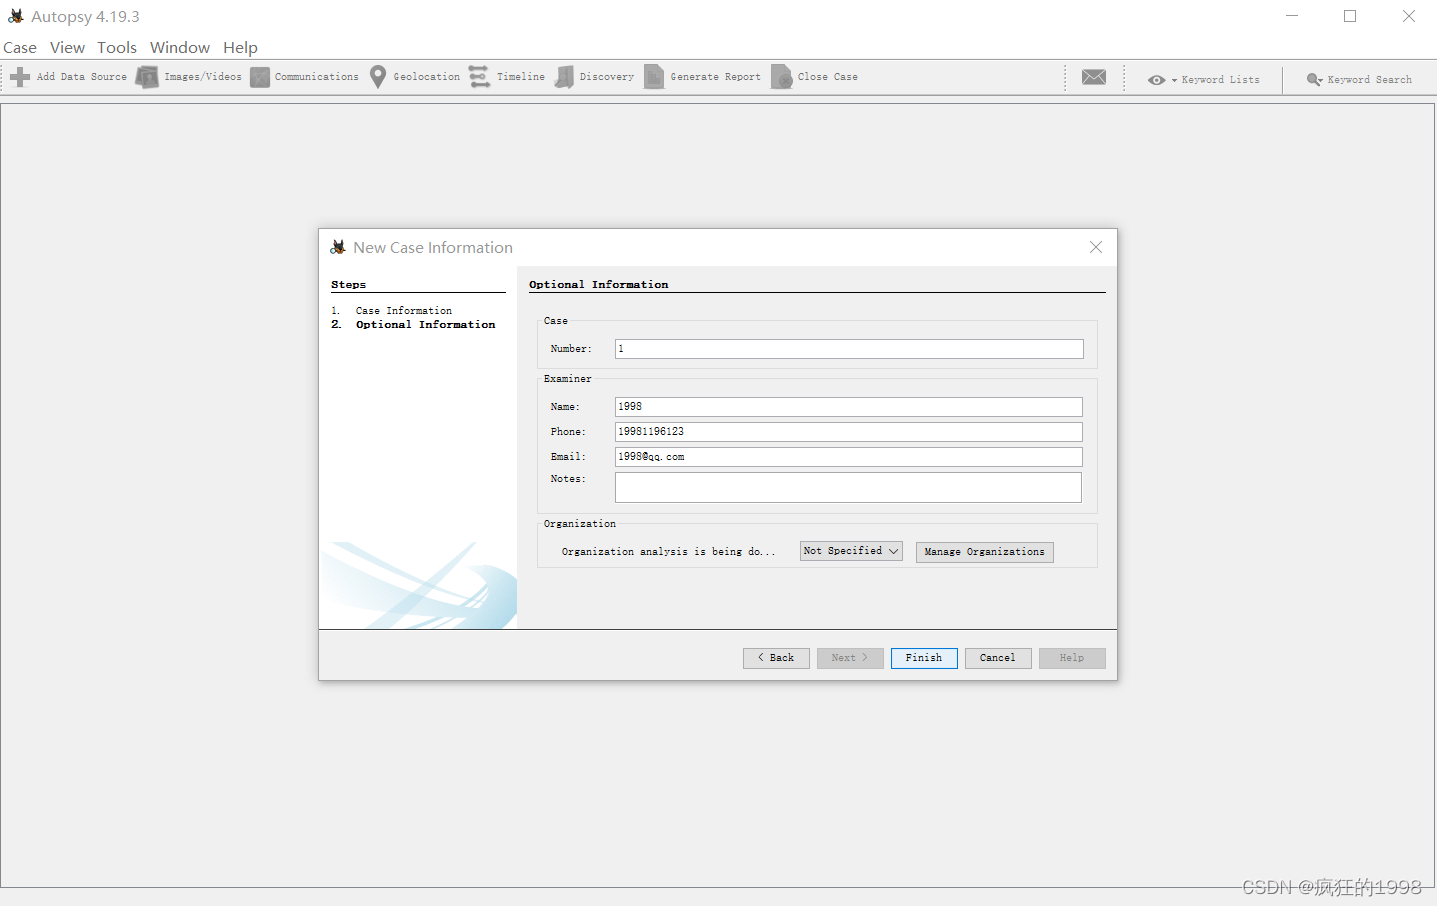 Autopsy 4.19.3
Case View Tools Window Help
Add Data Source Images/Videos Communications Geolocation Timeline Discovery Generate Report Close Case Keyword Lists Keyword Search
New Case Information
Steps
1. Case Information
2. Optional Information
Optional Information
Case
Number: 1
Examiner
Name: 1998
Phone: 19981196123
Email: 1998@qq.com
Notes:
Organization
Organization analysis is being do... Not Specified Manage Organizations
< Back Next > Finish Cancel Help
CSDN @疯狂的1998